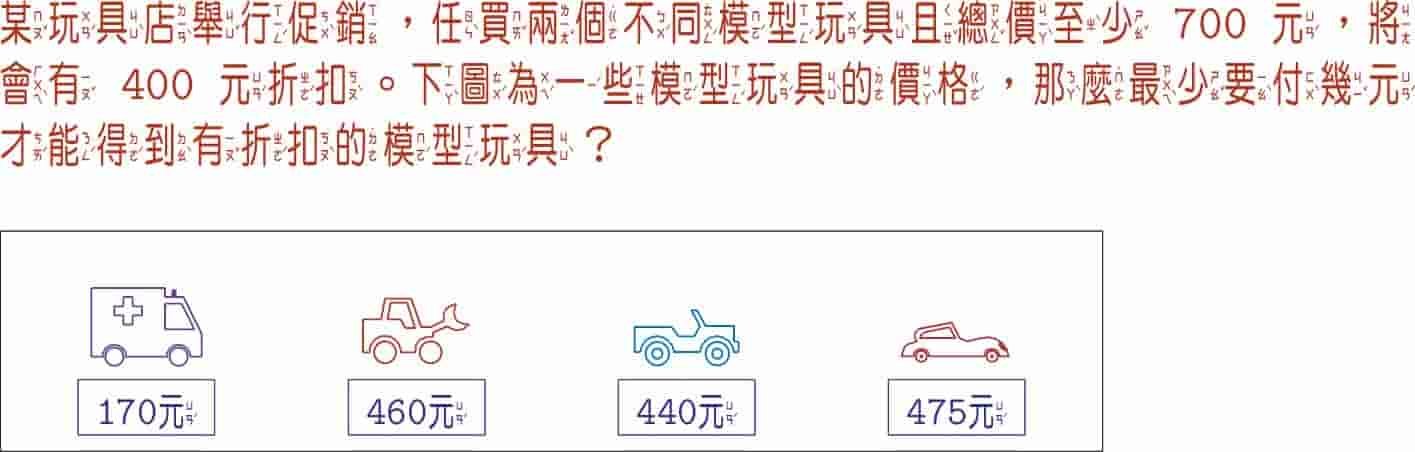 某玩具店舉行促銷，任買兩個不同模型玩具且總價至少 700 元，將
會有 400 元折扣。下圖為一些模型玩具的價格，那麼最少要付幾元
才能得到有折扣的模型玩具？
170元 460元 440元 475元